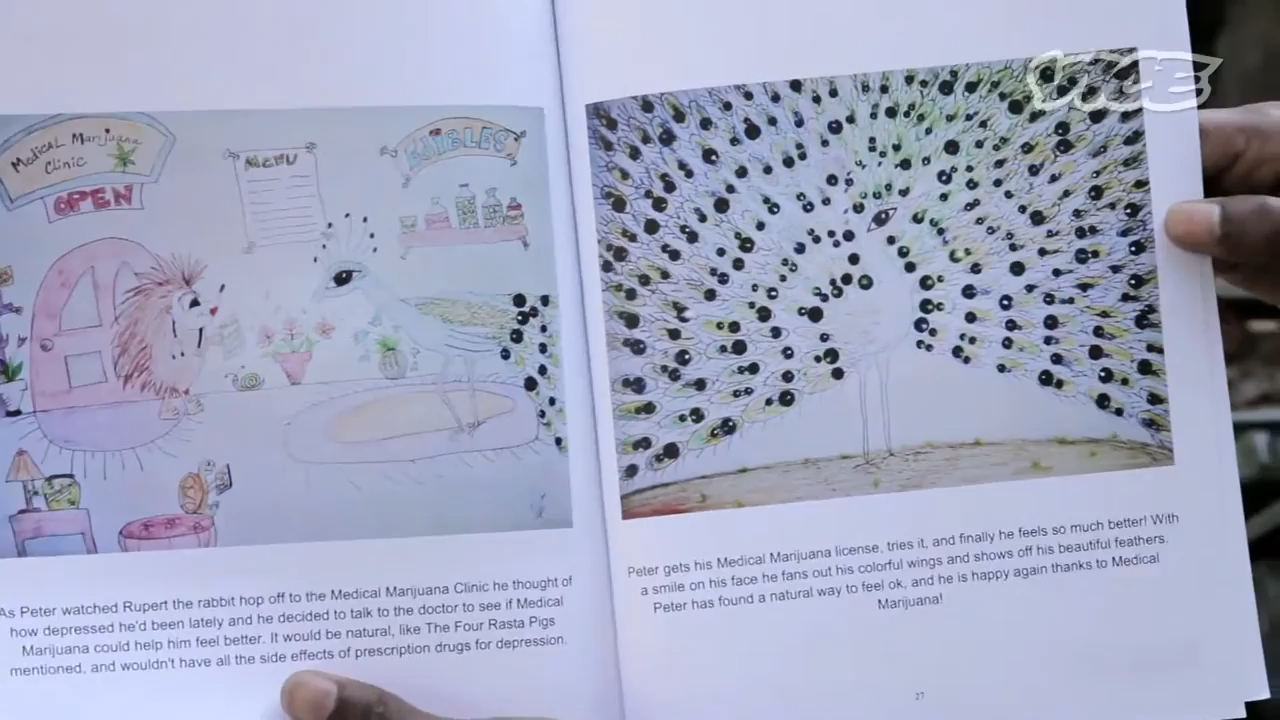 VICE
Medical Marijuana
Clinic
OPEN
MENU
EDIBLES
As Peter watched Rupert the rabbit hop off to the Medical Marijuana Clinic he thought of
how depressed he'd been lately and he decided to talk to the doctor to see if Medical
Marijuana could help him feel better. It would be natural, like The Four Rasta Pigs
mentioned, and wouldn't have all the side effects of prescription drugs for depression.
Peter gets his Medical Marijuana license, tries it, and finally he feels so much better! With
a smile on his face he fans out his colorful wings and shows off his beautiful feathers.
Peter has found a natural way to feel ok, and he is happy again thanks to Medical
Marijuana!
27